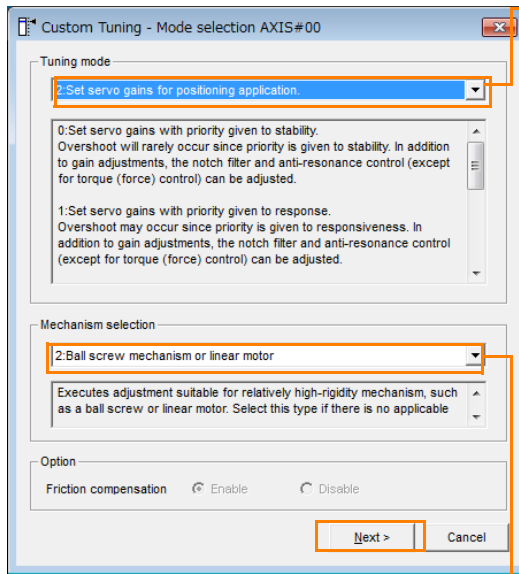 Custom Tuning - Mode selection AXIS#00
Tuning mode
2:Set servo gains for positioning application.
0:Set servo gains with priority given to stability.
Overshoot will rarely occur since priority is given to stability. In addition
to gain adjustments, the notch filter and anti-resonance control (except
for torque (force) control) can be adjusted.
1:Set servo gains with priority given to response.
Overshoot may occur since priority is given to responsiveness. In
addition to gain adjustments, the notch filter and anti-resonance control
(except for torque (force) control) can be adjusted.
Mechanism selection
2:Ball screw mechanism or linear motor
Executes adjustment suitable for relatively high-rigidity mechanism, such
as a ball screw or linear motor. Select this type if there is no applicable
Option
Friction compensation Enable Disable
Next > Cancel